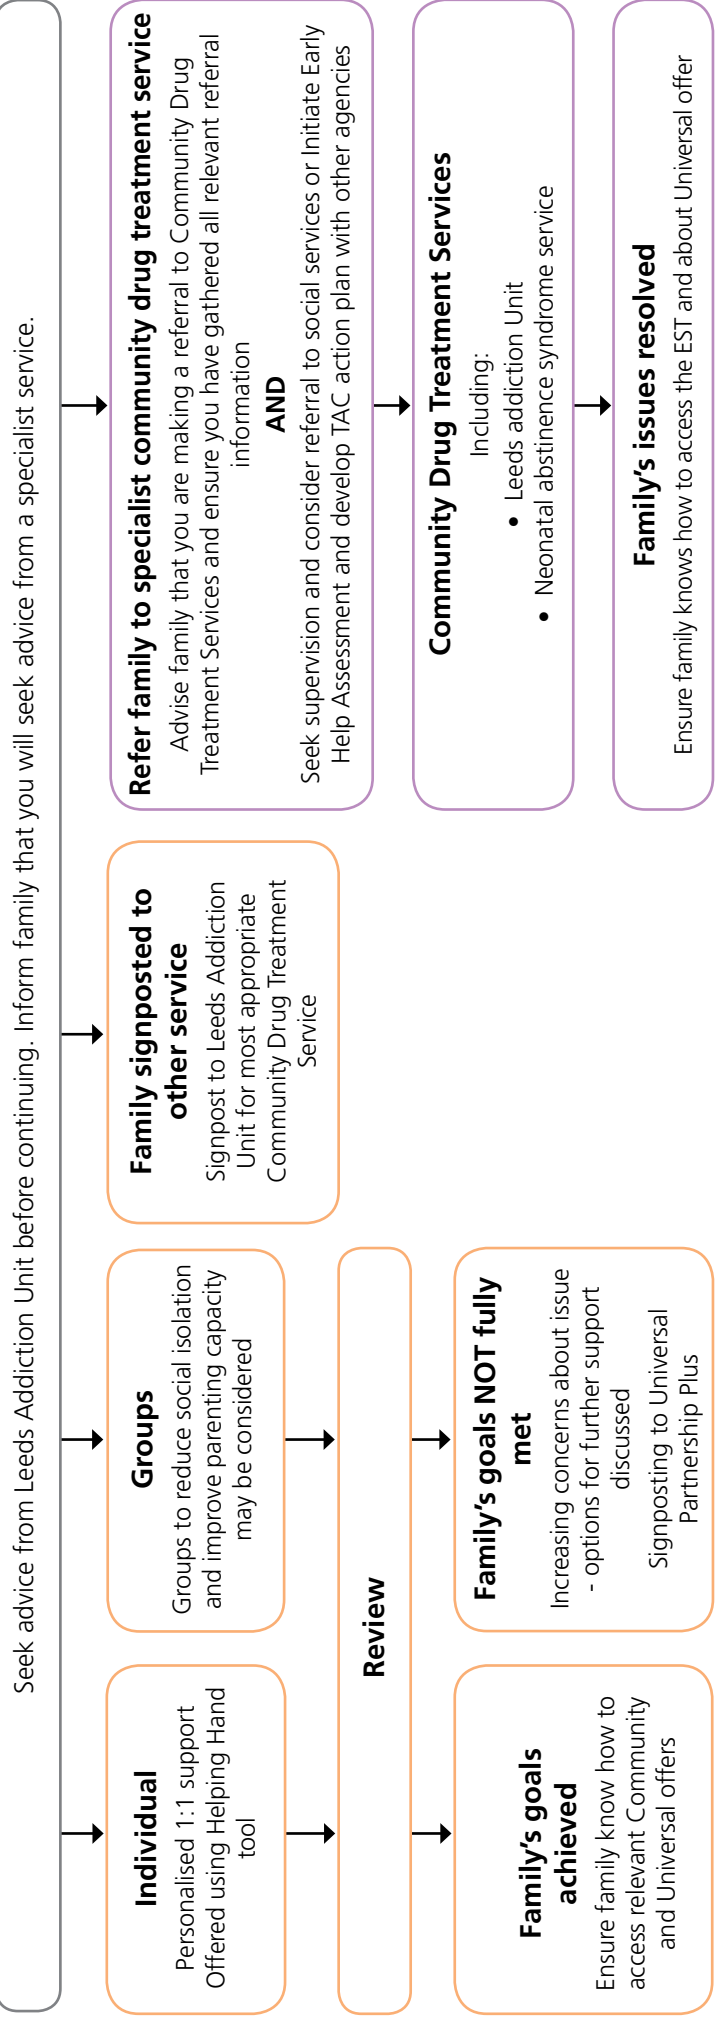 Seek advice from Leeds Addiction Unit before continuing. Inform family that you will seek advice from a specialist service.
Individual
Personalised 1:1 support
Offered using Helping Hand
tool
Groups
Groups to reduce social isolation
and improve parenting capacity
may be considered
Family signposted to
other service
Signpost to Leeds Addiction
Unit for most appropriate
Community Drug Treatment
Service
Refer family to specialist community drug treatment service
Advise family that you are making a referral to Community Drug
Treatment Services and ensure you have gathered all relevant referral
information
AND
Seek supervision and consider referral to social services or Initiate Early
Help Assessment and develop TAC action plan with other agencies
Review
Community Drug Treatment Services
Including:
• Leeds addiction Unit
• Neonatal abstinence syndrome service
Family's goals
achieved
Ensure family know how to
access relevant Community
and Universal offers
Family's goals NOT fully
met
Increasing concerns about issue
- options for further support
discussed
Signposting to Universal
Partnership Plus
Family's issues resolved
Ensure family knows how to access the EST and about Universal offer